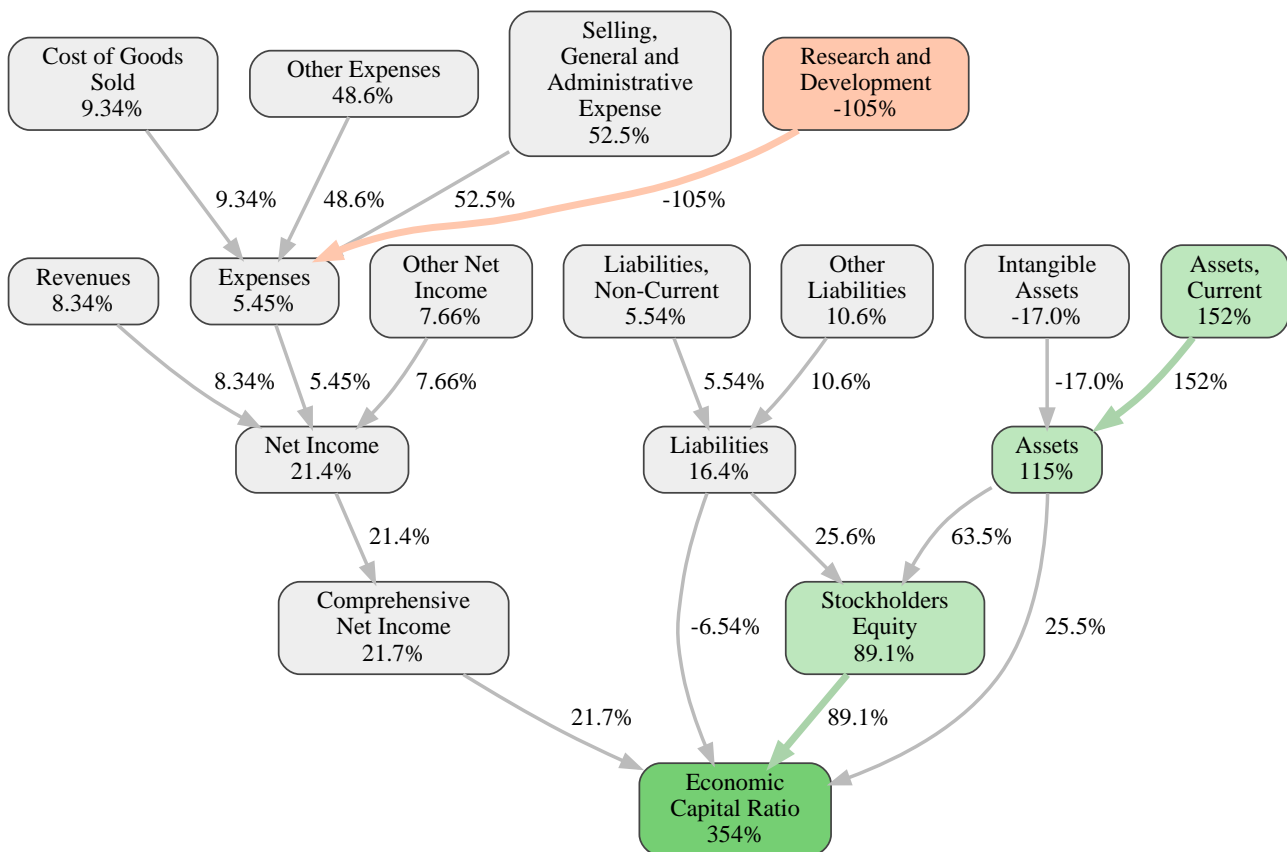 Cost of Goods
Sold
9.34%
Other Expenses
48.6%
Selling,
General and
Administrative
Expense
52.5%
Research and
Development
-105%
9.34%
48.6%
52.5%
-105%
Revenues
8.34%
Expenses
5.45%
Other Net
Income
7.66%
Liabilities,
Non-Current
5.54%
Other
Liabilities
10.6%
Intangible
Assets
-17.0%
Assets,
Current
152%
8.34%
5.45%
7.66%
5.54%
10.6%
-17.0%
152%
Net Income
21.4%
Liabilities
16.4%
Assets
115%
21.4%
25.6%
63.5%
Comprehensive
Net Income
21.7%
-6.54%
Stockholders
Equity
89.1%
25.5%
21.7%
89.1%
Economic
Capital Ratio
354%